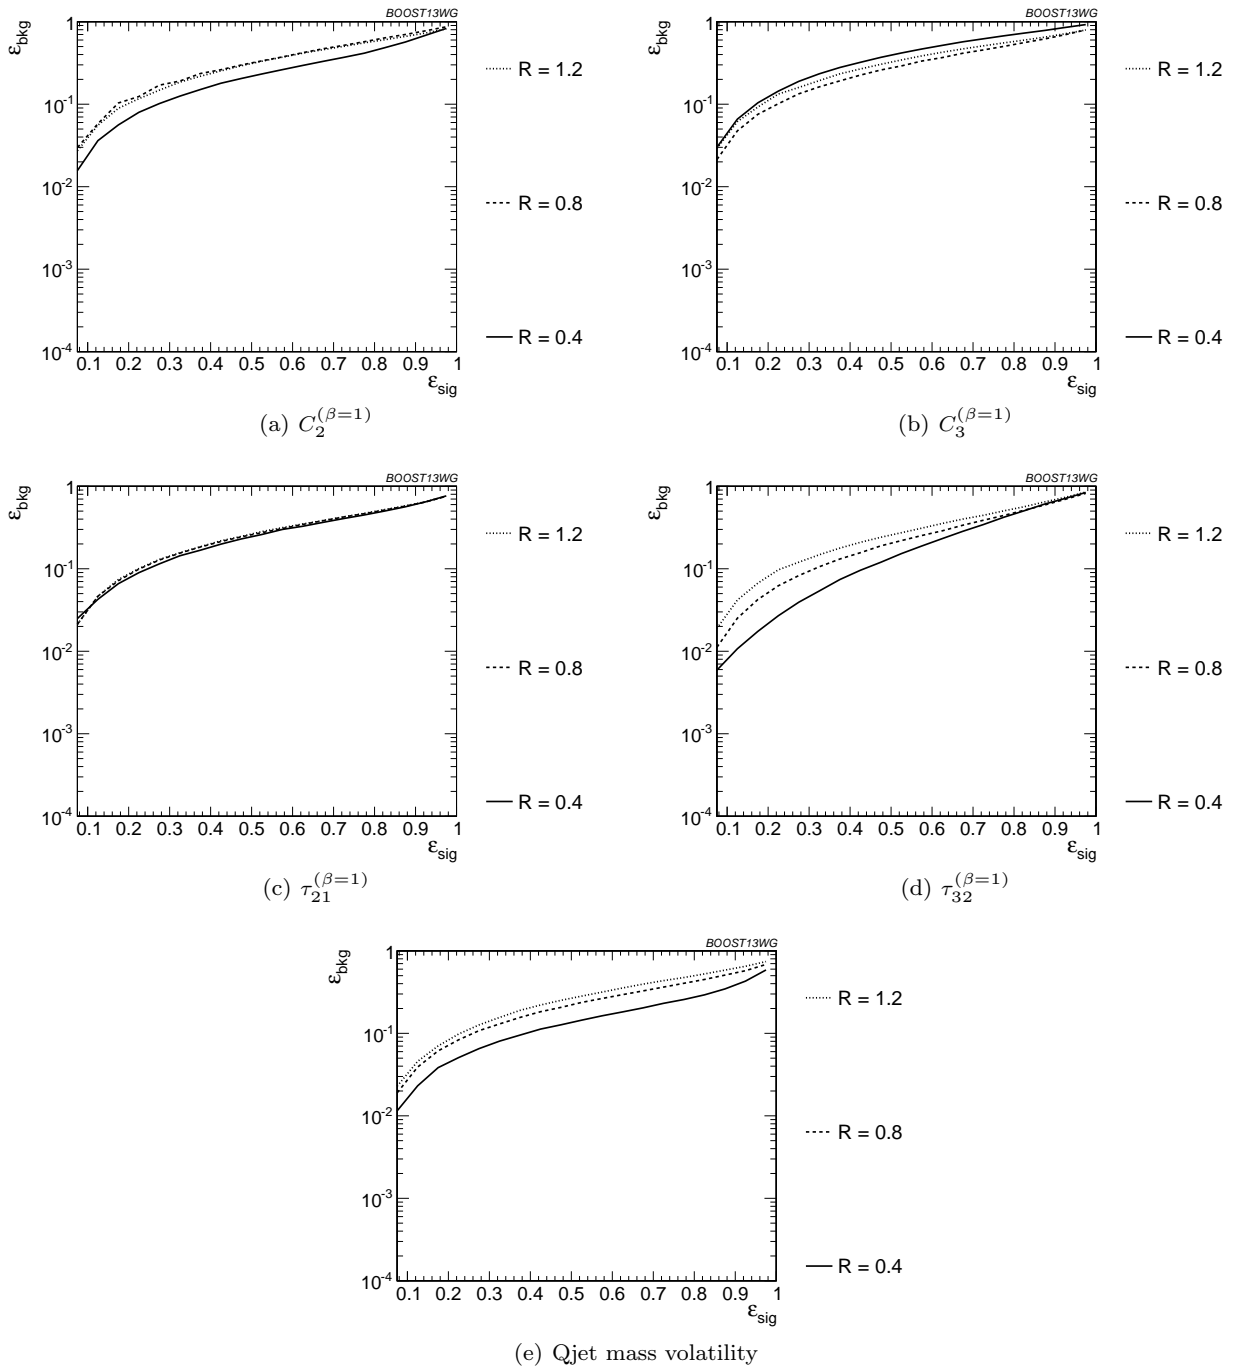 BOOST13WG
BOOST13WG
ε_bkg
1
10^-1
10^-2
10^-3
10^-4
0.1 0.2 0.3 0.4 0.5 0.6 0.7 0.8 0.9 1
ε_sig
R = 1.2
R = 0.8
R = 0.4
ε_bkg
1
10^-1
10^-2
10^-3
10^-4
0.1 0.2 0.3 0.4 0.5 0.6 0.7 0.8 0.9 1
ε_sig
R = 1.2
R = 0.8
R = 0.4
(a) C_2^(β=1)
(b) C_3^(β=1)
BOOST13WG
BOOST13WG
ε_bkg
1
10^-1
10^-2
10^-3
10^-4
0.1 0.2 0.3 0.4 0.5 0.6 0.7 0.8 0.9 1
ε_sig
R = 1.2
R = 0.8
R = 0.4
ε_bkg
1
10^-1
10^-2
10^-3
10^-4
0.1 0.2 0.3 0.4 0.5 0.6 0.7 0.8 0.9 1
ε_sig
R = 1.2
R = 0.8
R = 0.4
(c) τ_21^(β=1)
(d) τ_32^(β=1)
BOOST13WG
ε_bkg
1
10^-1
10^-2
10^-3
10^-4
0.1 0.2 0.3 0.4 0.5 0.6 0.7 0.8 0.9 1
ε_sig
R = 1.2
R = 0.8
R = 0.4
(e) Qjet mass volatility